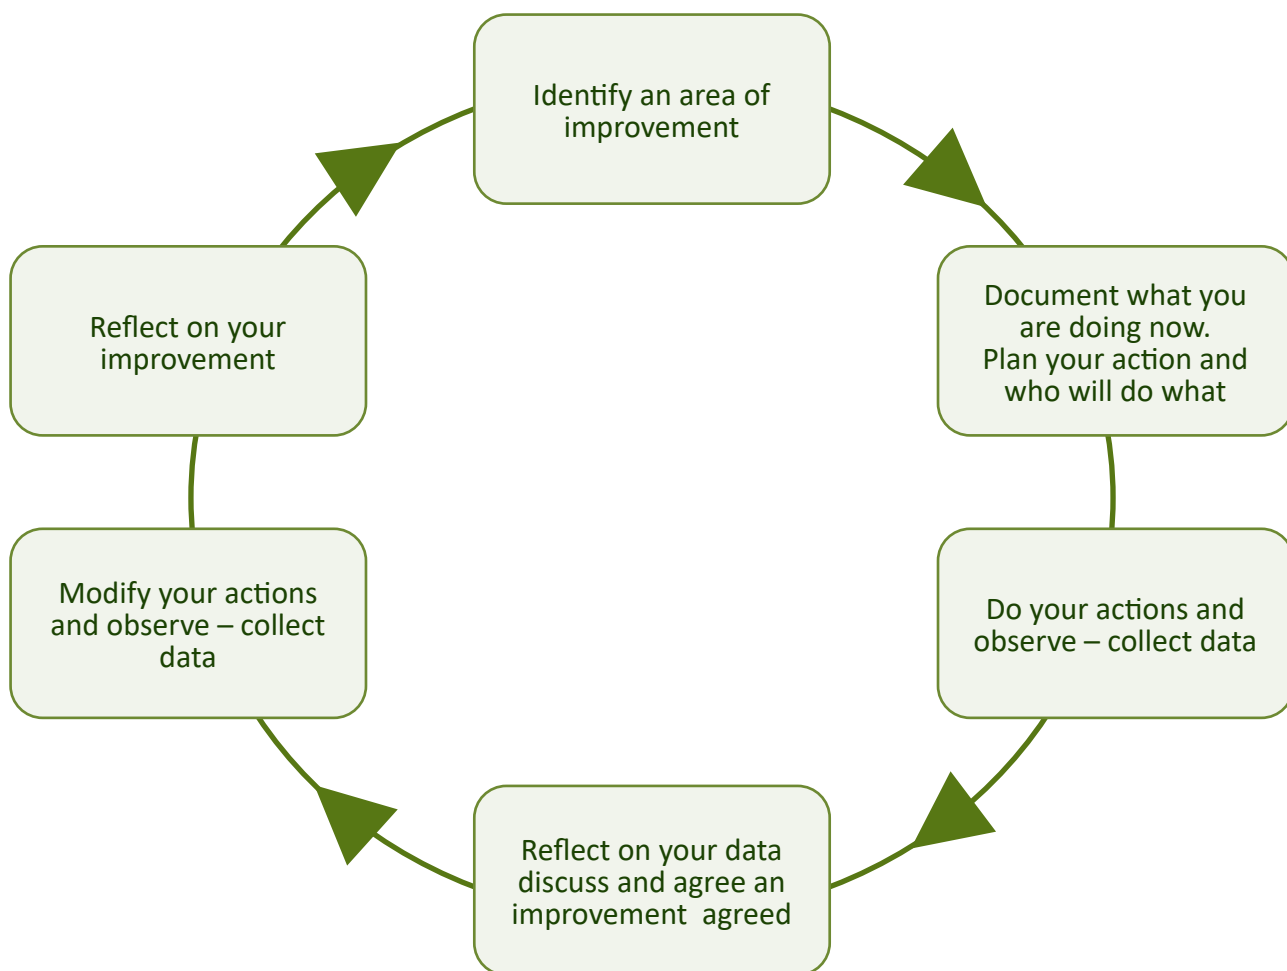 Identify an area of
improvement
Document what you
are doing now.
Plan your action and
who will do what
Do your actions and
observe – collect data
Reflect on your data
discuss and agree an
improvement  agreed
Modify your actions
and observe – collect
data
Reflect on your
improvement